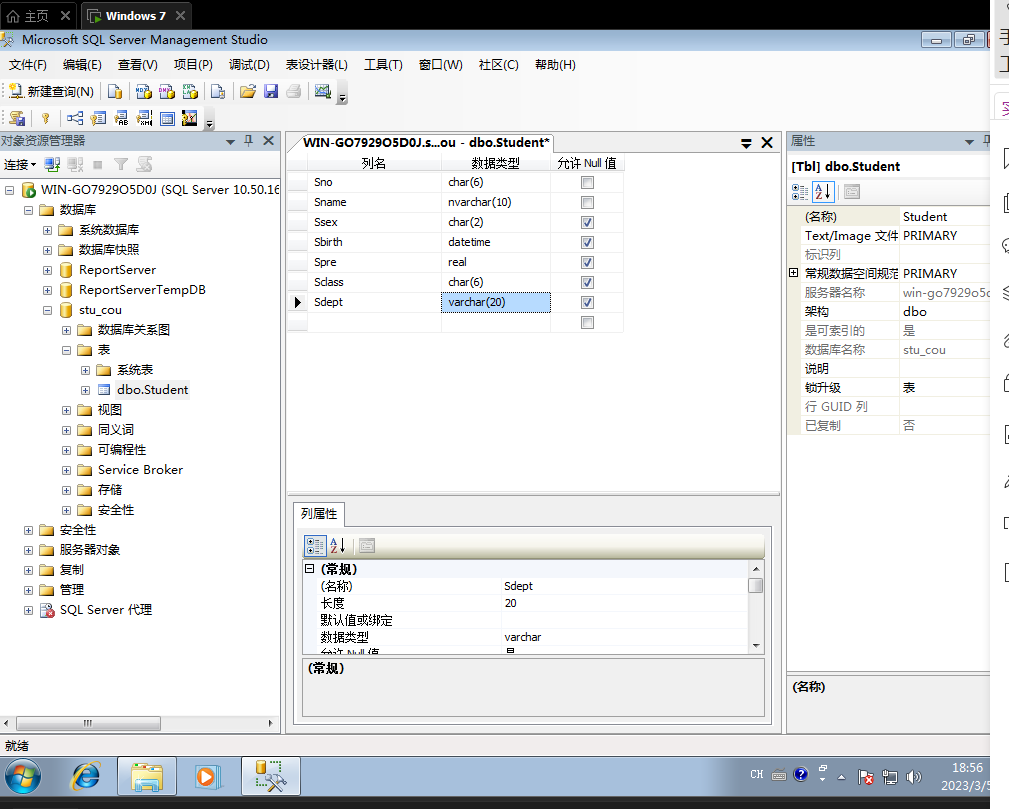 主页
Windows 7
Microsoft SQL Server Management Studio
文件(F) 编辑(E) 查看(V) 项目(P) 调试(D) 表设计器(L) 工具(T) 窗口(W) 社区(C) 帮助(H)
新建查询(N)
对象资源管理器
连接
WIN-GO7929O5D0J (SQL Server 10.50.16
数据库
系统数据库
数据库快照
ReportServer
ReportServerTempDB
stu_cou
数据库关系图
表
系统表
dbo.Student
视图
同义词
可编程性
Service Broker
存储
安全性
安全性
服务器对象
复制
管理
SQL Server 代理
WIN-GO7929O5D0J.s...ou - dbo.Student*
列名 数据类型 允许 Null 值
Sno char(6)
Sname nvarchar(10)
Ssex char(2)
Sbirth datetime
Spre real
Sclass char(6)
Sdept varchar(20)
列属性
(常规)
(名称) Sdept
长度 20
默认值或绑定
数据类型 varchar
允许 Null 值 是
(常规)
属性
[Tbl] dbo.Student
(名称) Student
Text/Image 文件 PRIMARY
标识列
常规数据空间规范 PRIMARY
服务器名称 win-go7929o5d
架构 dbo
是可索引的 是
数据库名称 stu_cou
说明
锁升级 表
行 GUID 列
已复制 否
(名称)
就绪
CH
18:56
2023/3/5